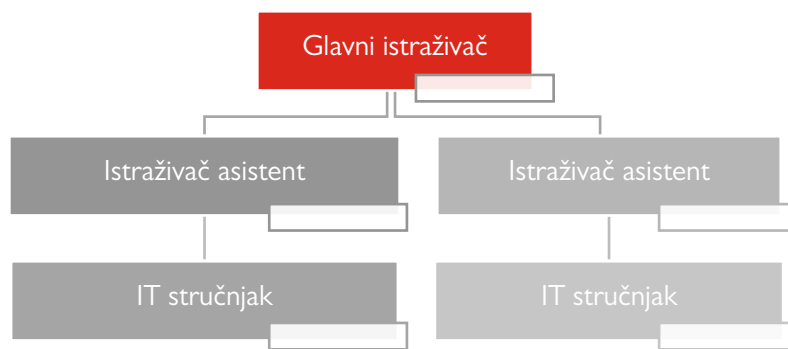 Glavni istraživač
Istraživač asistent
Istraživač asistent
IT stručnjak
IT stručnjak